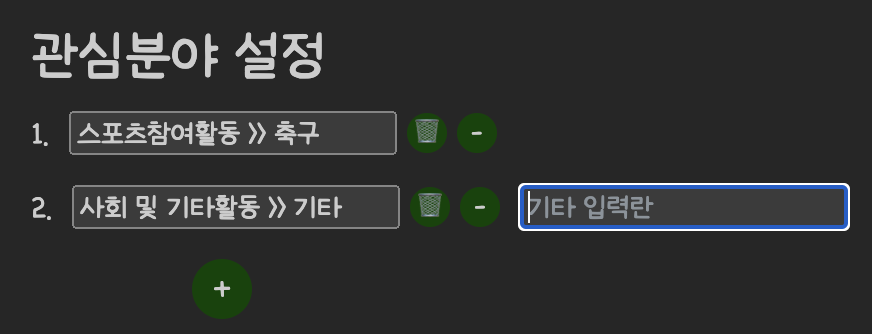 관심분야 설정
1. 스포츠참여활동 >> 축구 -
2. 사회 및 기타활동 >> 기타 - 기타 입력란
+